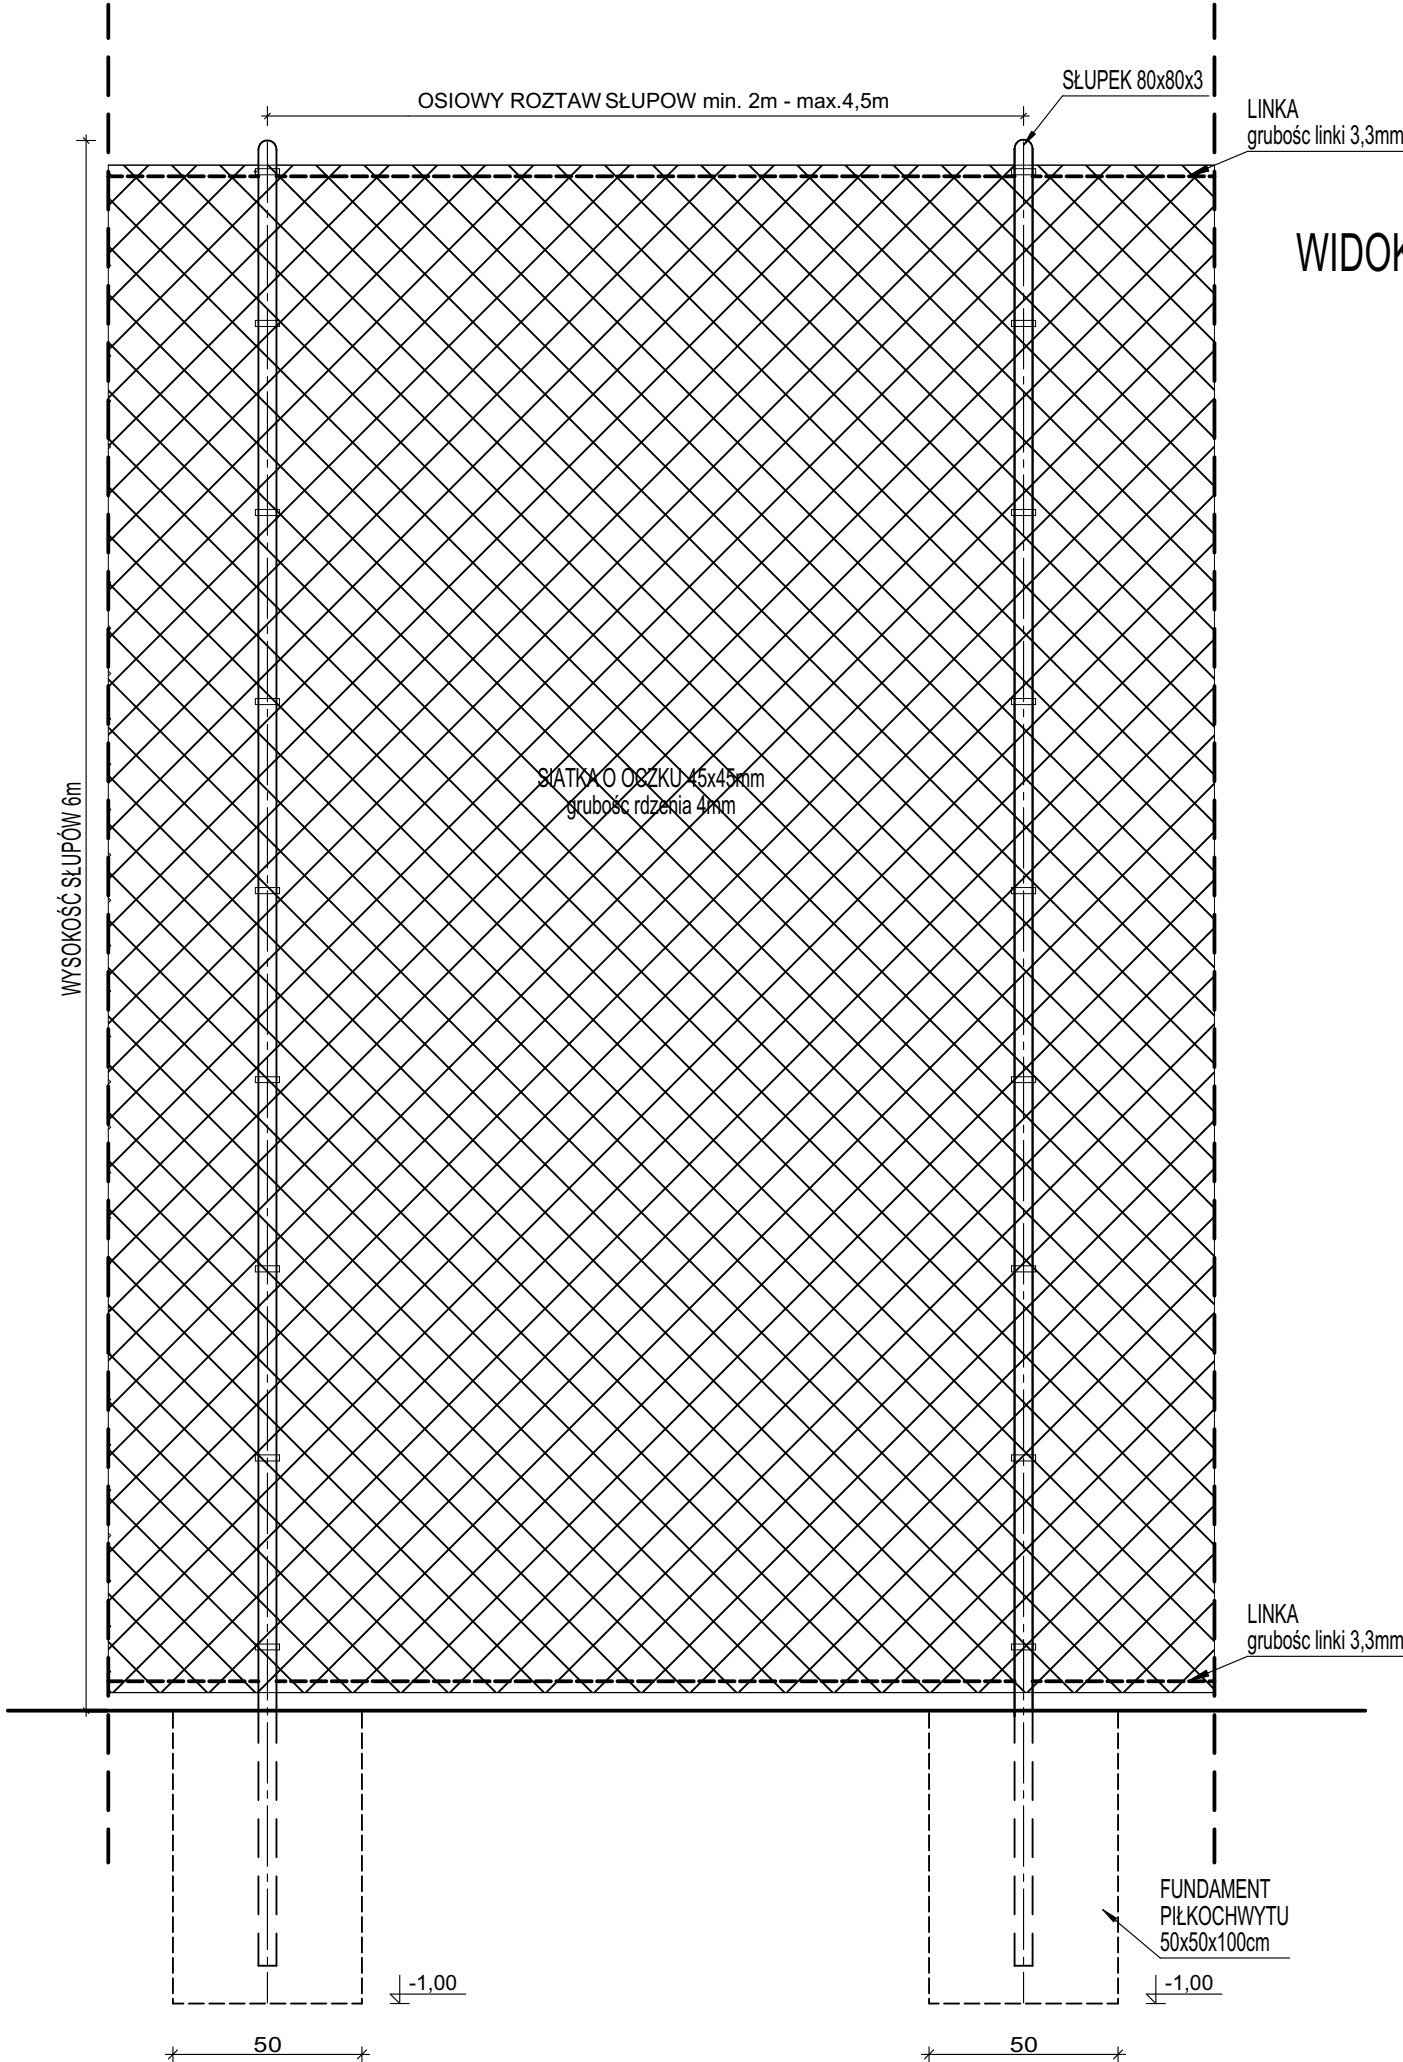 OSIOWY ROZTAW SŁUPOW min. 2m - max.4,5m
SŁUPEK 80x80x3
LINKA
grubośc linki 3,3mm
WIDOK
WYSOKOŚĆ SŁUPÓW 6m
SIATKA O OCZKU 45x45mm
grubośc rdzenia 4mm
LINKA
grubośc linki 3,3mm
FUNDAMENT
PIŁKOCHWYTU
50x50x100cm
-1,00
-1,00
50
50